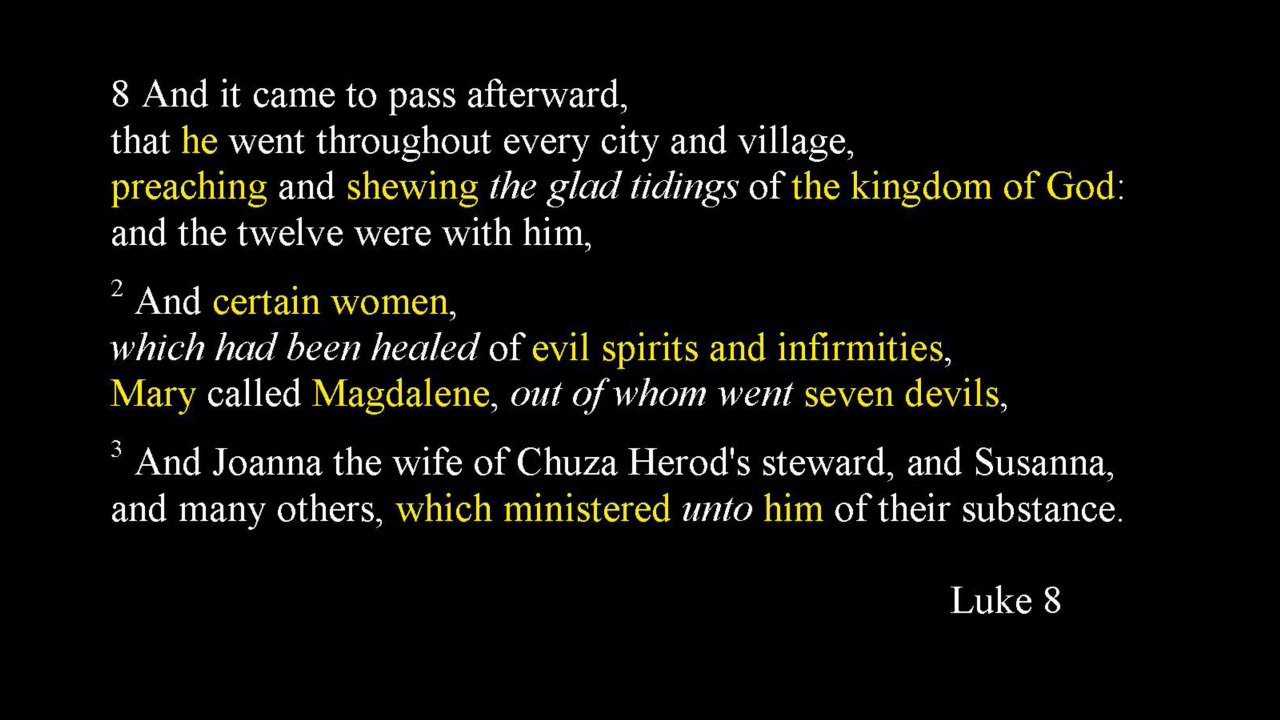 8 And it came to pass afterward,
that he went throughout every city and village,
preaching and shewing the glad tidings of the kingdom of God:
and the twelve were with him,
2 And certain women,
which had been healed of evil spirits and infirmities,
Mary called Magdalene, out of whom went seven devils,
3 And Joanna the wife of Chuza Herod's steward, and Susanna,
and many others, which ministered unto him of their substance.
Luke 8